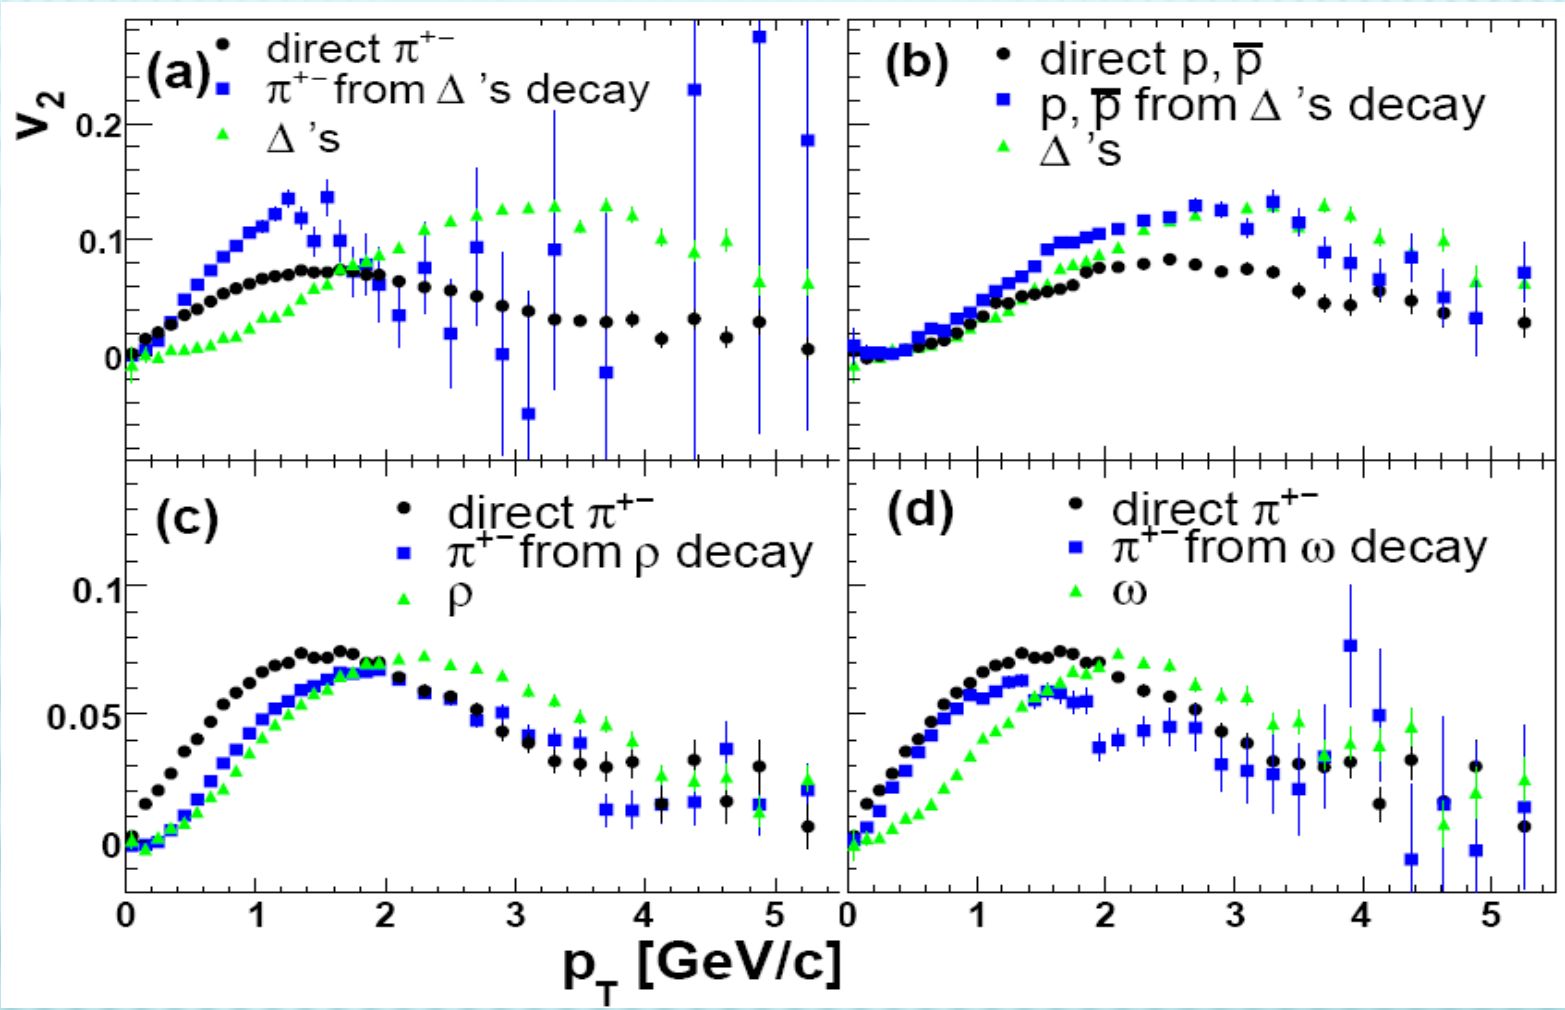 (a)
direct π⁺⁻
π⁺⁻ from Δ 's decay
Δ 's
(b)
direct p, p̅
p, p̅ from Δ 's decay
Δ 's
v₂
0.2
0.1
0
(c)
direct π⁺⁻
π⁺⁻ from ρ decay
ρ
(d)
direct π⁺⁻
π⁺⁻ from ω decay
ω
0.1
0.05
0
0 1 2 3 4 5
0 1 2 3 4 5
p_T [GeV/c]